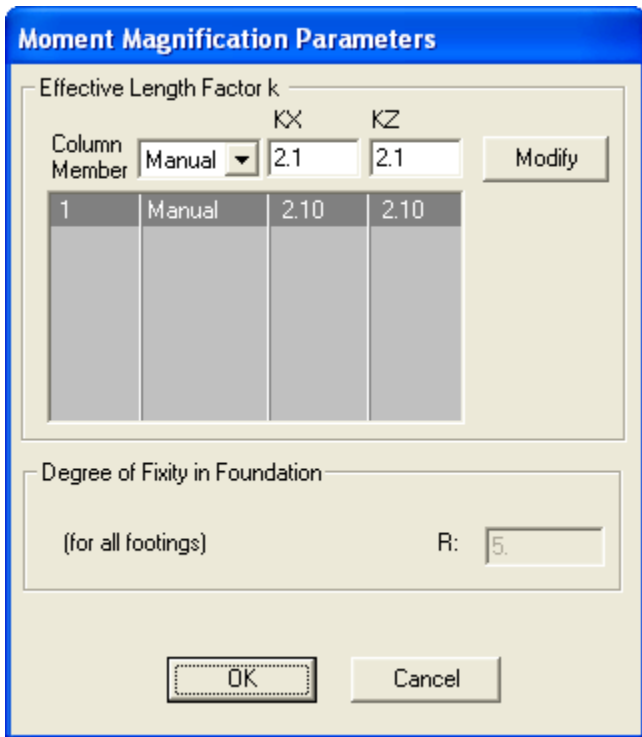 Moment Magnification Parameters
Effective Length Factor k
KX KZ
Column Member Manual 2.1 2.1 Modify
1 Manual 2.10 2.10
Degree of Fixity in Foundation
(for all footings) R: 5.
OK Cancel